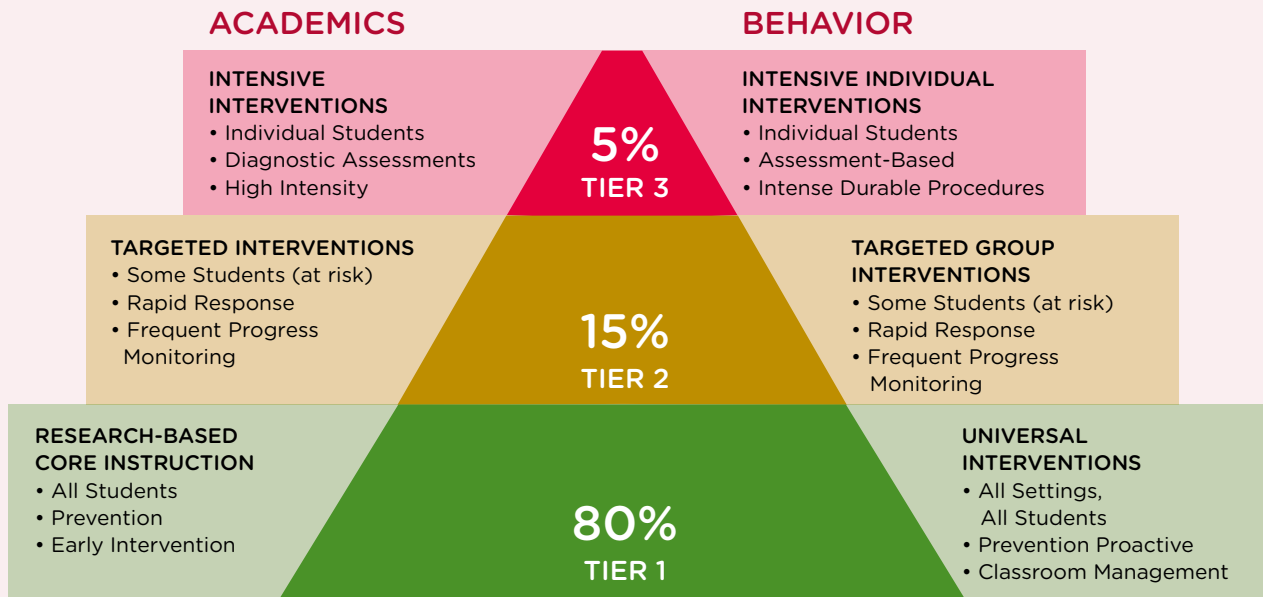 ACADEMICS
BEHAVIOR
INTENSIVE
INTERVENTIONS
• Individual Students
• Diagnostic Assessments
• High Intensity
5%
TIER 3
INTENSIVE INDIVIDUAL
INTERVENTIONS
• Individual Students
• Assessment-Based
• Intense Durable Procedures
TARGETED INTERVENTIONS
• Some Students (at risk)
• Rapid Response
• Frequent Progress
Monitoring
15%
TIER 2
TARGETED GROUP
INTERVENTIONS
• Some Students (at risk)
• Rapid Response
• Frequent Progress
Monitoring
RESEARCH-BASED
CORE INSTRUCTION
• All Students
• Prevention
• Early Intervention
80%
TIER 1
UNIVERSAL
INTERVENTIONS
• All Settings,
All Students
• Prevention Proactive
• Classroom Management